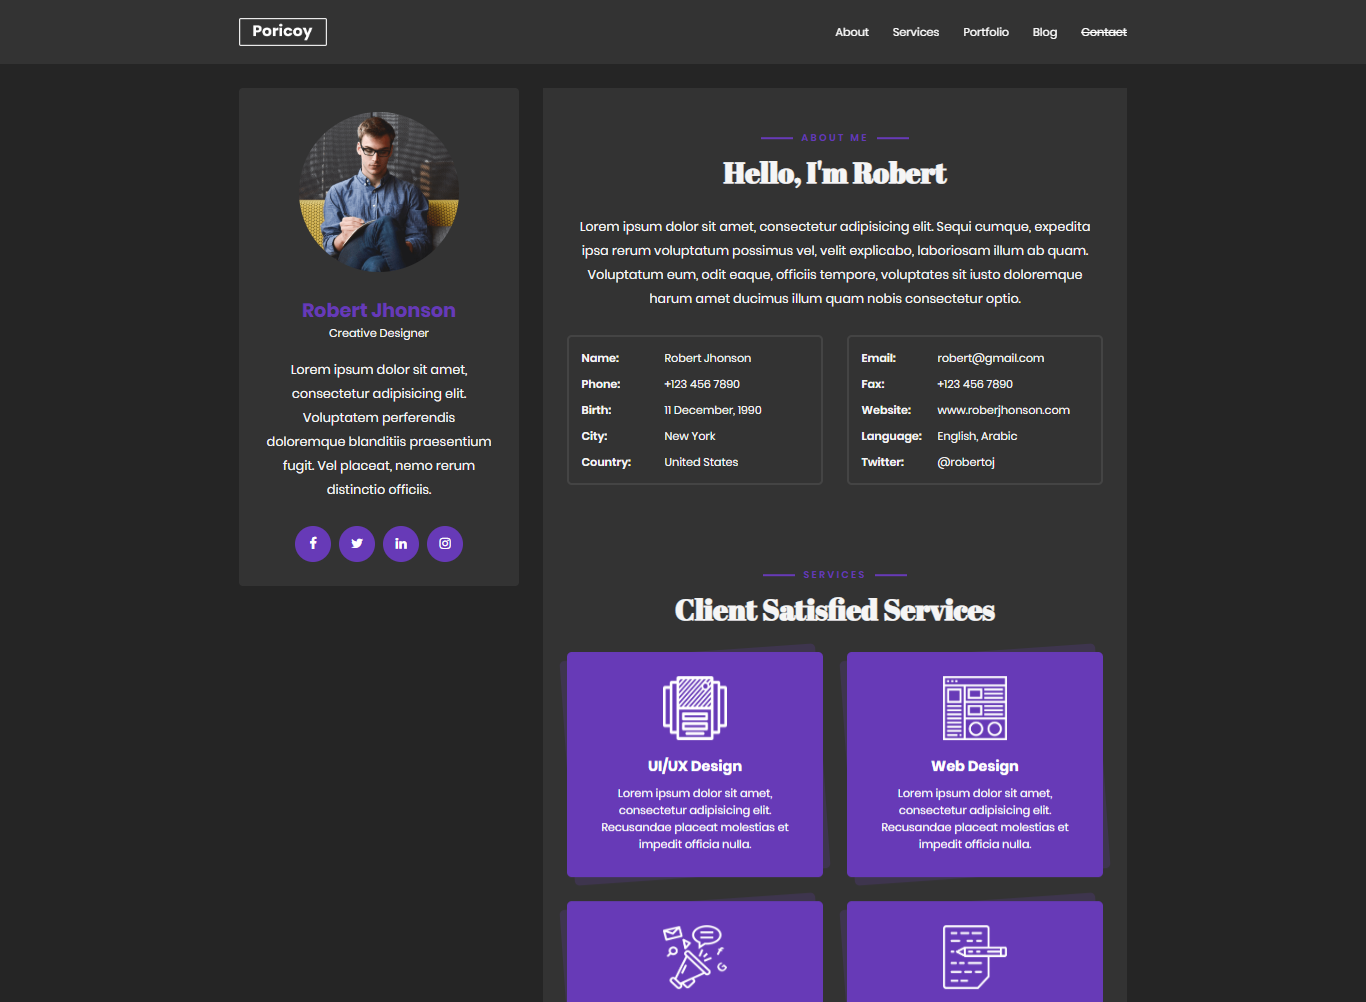 Poricoy
About Services Portfolio Blog Contact
Robert Jhonson
Creative Designer
Lorem ipsum dolor sit amet,
consectetur adipisicing elit.
Voluptatem perferendis
doloremque blanditiis praesentium
fugit. Vel placeat, nemo rerum
distinctio officiis.
ABOUT ME
Hello, I'm Robert
Lorem ipsum dolor sit amet, consectetur adipisicing elit. Sequi cumque, expedita
ipsa rerum voluptatum possimus vel, velit explicabo, laboriosam illum ab quam.
Voluptatum eum, odit eaque, officiis tempore, voluptates sit iusto doloremque
harum amet ducimus illum quam nobis consectetur optio.
Name: Robert Jhonson
Phone: +123 456 7890
Birth: 11 December, 1990
City: New York
Country: United States
Email: robert@gmail.com
Fax: +123 456 7890
Website: www.roberjhonson.com
Language: English, Arabic
Twitter: @robertoj
SERVICES
Client Satisfied Services
UI/UX Design
Lorem ipsum dolor sit amet,
consectetur adipisicing elit.
Recusandae placeat molestias et
impedit officia nulla.
Web Design
Lorem ipsum dolor sit amet,
consectetur adipisicing elit.
Recusandae placeat molestias et
impedit officia nulla.